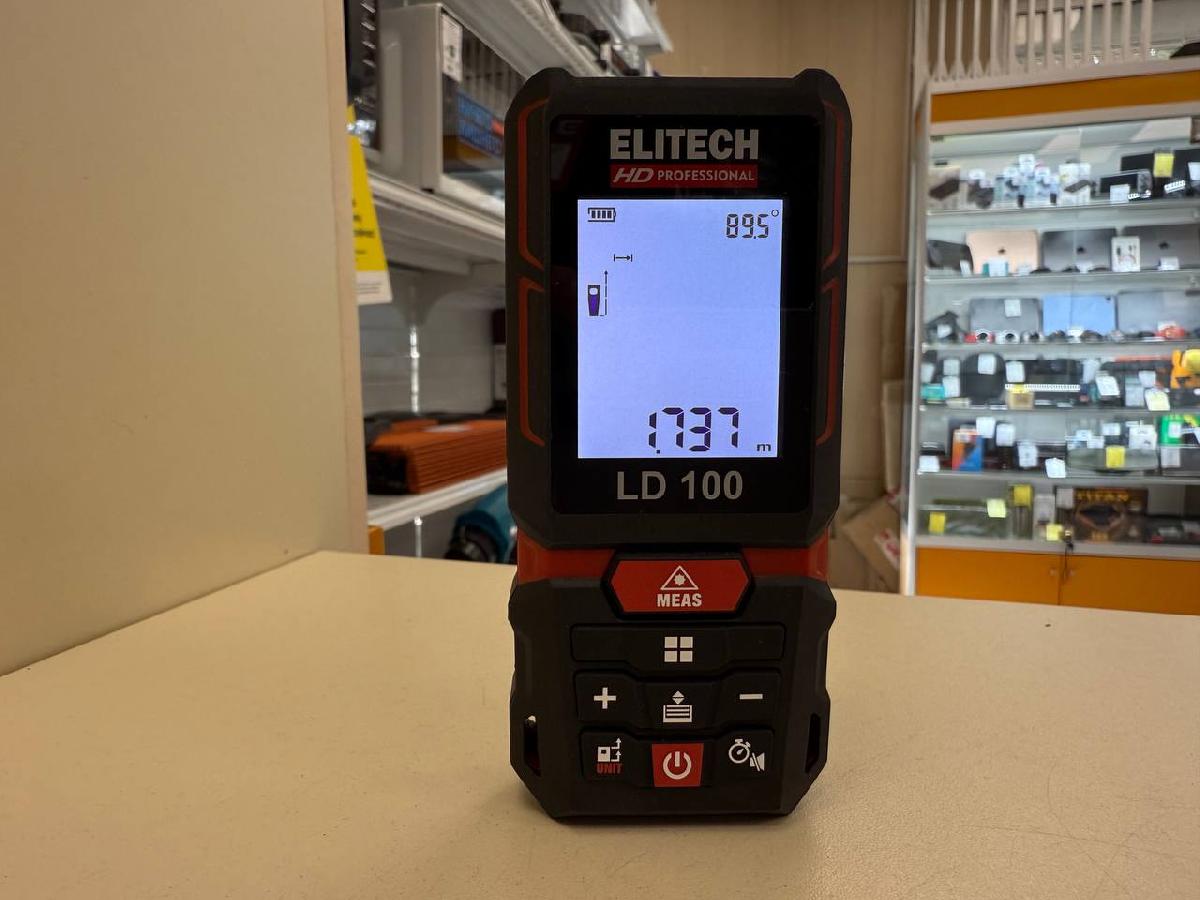 ELITECH
HD PROFESSIONAL
89.5°
1.737 m
LD 100
MEAS
UNIT
TITAN